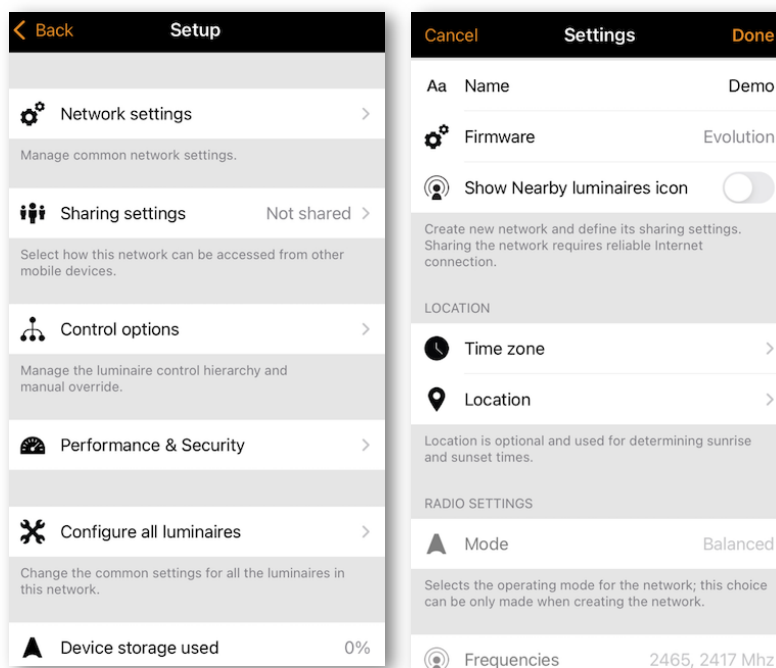 Back
Setup
Network settings
Manage common network settings.
Sharing settings Not shared
Select how this network can be accessed from other
mobile devices.
Control options
Manage the luminaire control hierarchy and
manual override.
Performance & Security
Configure all luminaires
Change the common settings for all the luminaires in
this network.
Device storage used 0%
Cancel Settings Done
Aa Name Demo
Firmware Evolution
Show Nearby luminaires icon
Create new network and define its sharing settings.
Sharing the network requires reliable Internet
connection.
LOCATION
Time zone
Location
Location is optional and used for determining sunrise
and sunset times.
RADIO SETTINGS
Mode Balanced
Selects the operating mode for the network; this choice
can be only made when creating the network.
Frequencies 2465, 2417 Mhz